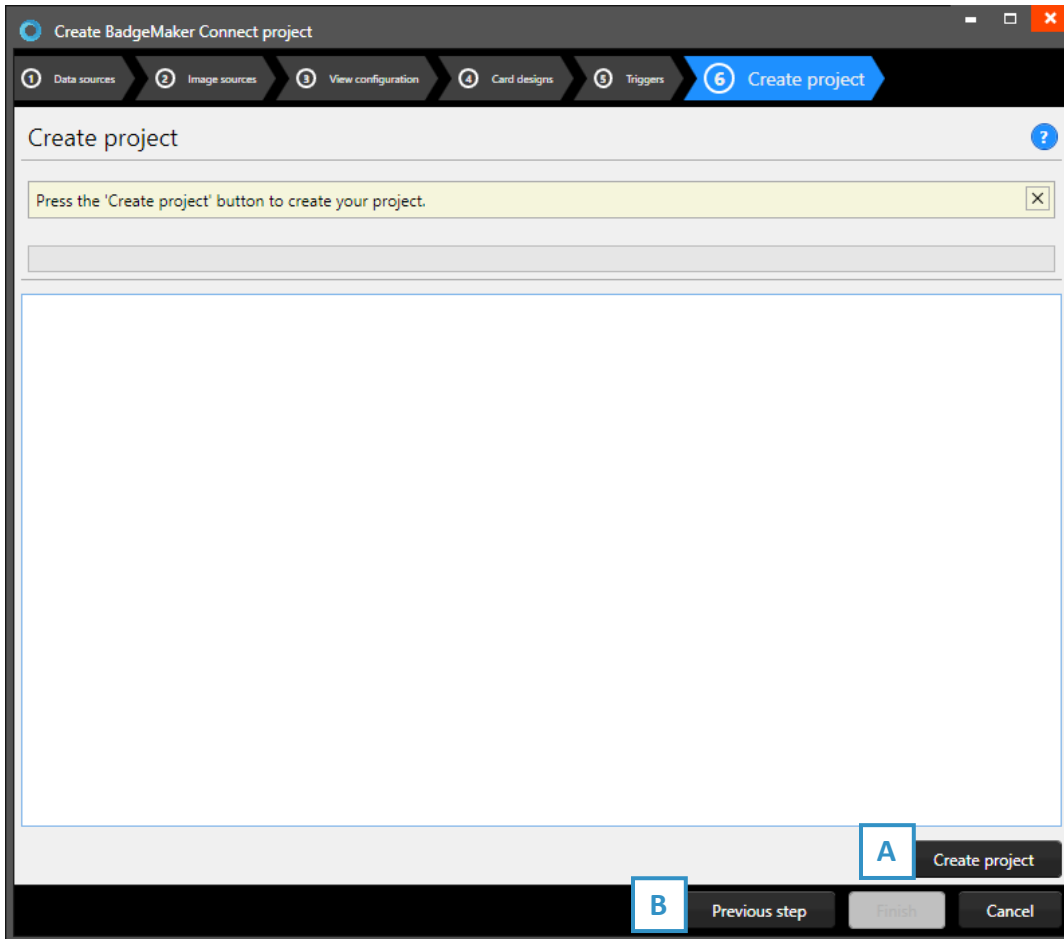 Create BadgeMaker Connect project
1 Data sources 2 Image sources 3 View configuration 4 Card designs 5 Triggers 6 Create project
Create project ?
Press the 'Create project' button to create your project.
A Create project
B Previous step Finish Cancel